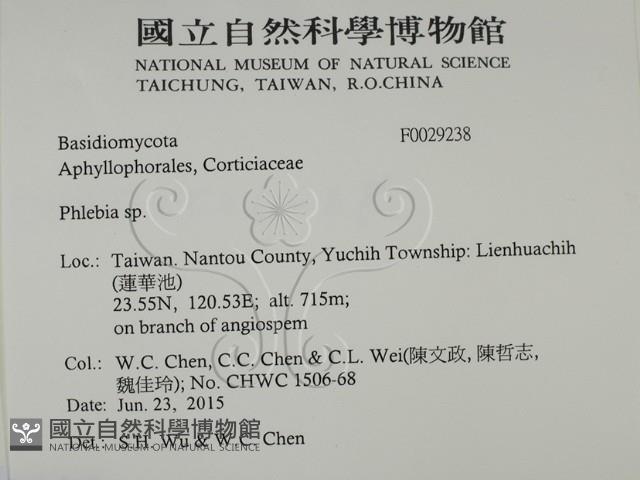 國立自然科學博物館
NATIONAL MUSEUM OF NATURAL SCIENCE
TAICHUNG, TAIWAN, R.O.CHINA
Basidiomycota F0029238
Aphyllophorales, Corticiaceae
Phlebia sp.
Loc.: Taiwan. Nantou County, Yuchih Township: Lienhuachih
(蓮華池)
23.55N, 120.53E; alt. 715m;
on branch of angiospem
Col.: W.C. Chen, C.C. Chen & C.L. Wei(陳文政, 陳哲志,
魏佳玲); No. CHWC 1506-68
Date: Jun. 23, 2015
Det.: S.H. Wu & W.C. Chen
國立自然科學博物館
NATIONAL MUSEUM OF NATURAL SCIENCE